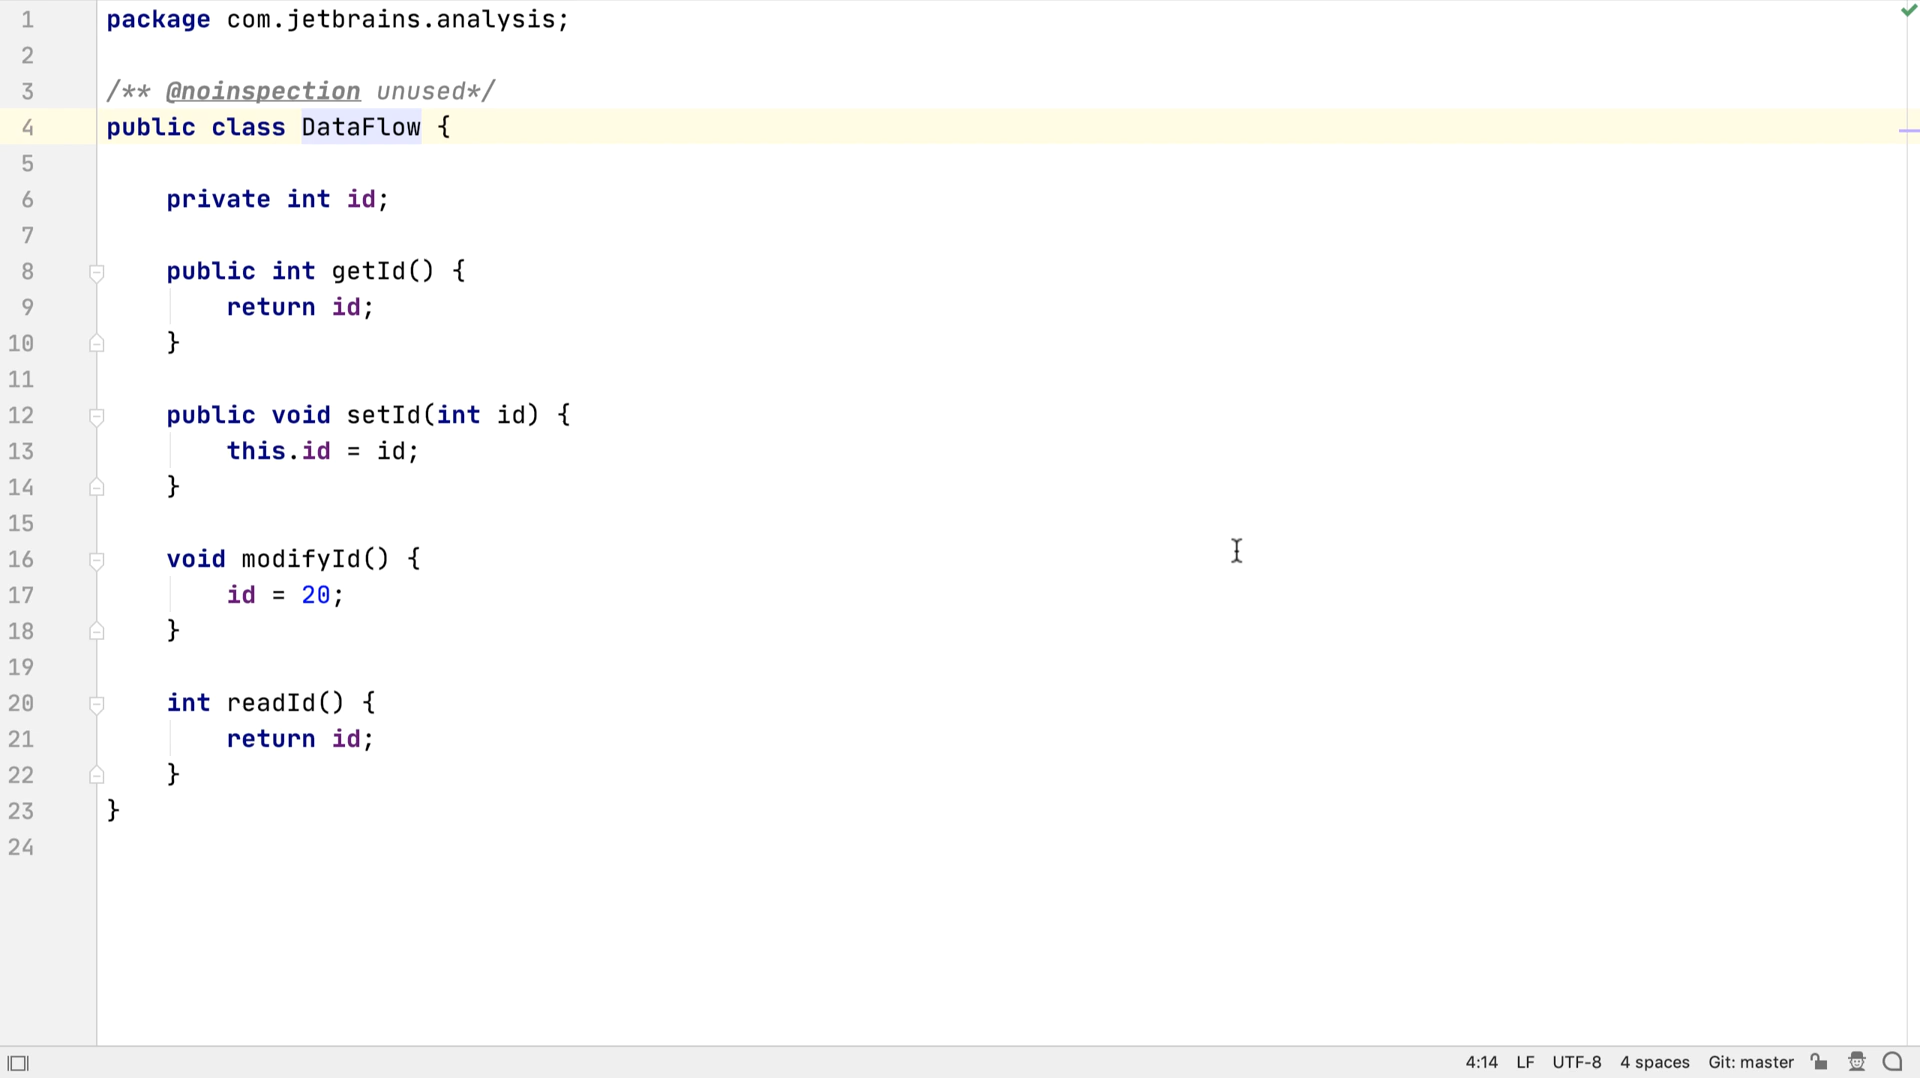 1 package com.jetbrains.analysis;
2
3 /** @noinspection unused*/
4 public class DataFlow {
5
6 private int id;
7
8 public int getId() {
9 return id;
10 }
11
12 public void setId(int id) {
13 this.id = id;
14 }
15
16 void modifyId() {
17 id = 20;
18 }
19
20 int readId() {
21 return id;
22 }
23 }
24
4:14 LF UTF-8 4 spaces Git: master